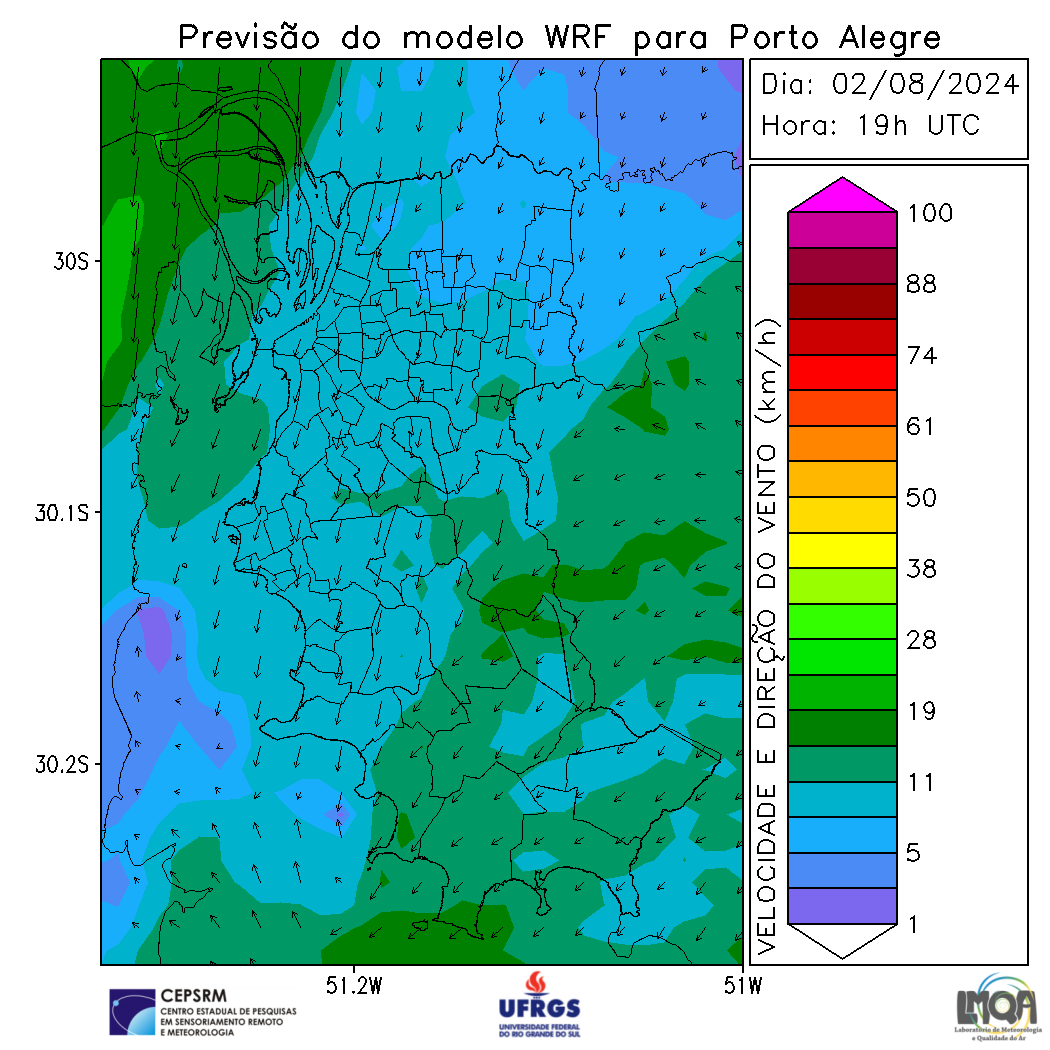 Previsão do modelo WRF para Porto Alegre
Dia: 02/08/2024
Hora: 19h UTC
30S
30.1S
30.2S
51.2W
51W
VELOCIDADE E DIREÇÃO DO VENTO (km/h)
100
88
74
61
50
38
28
19
11
5
1
CEPSRM
CENTRO ESTADUAL DE PESQUISAS
EM SENSORIAMENTO REMOTO
E METEOROLOGIA
UFRGS
UNIVERSIDADE FEDERAL
DO RIO GRANDE DO SUL
LMQA
Laboratório de Meteorologia
e Qualidade do Ar